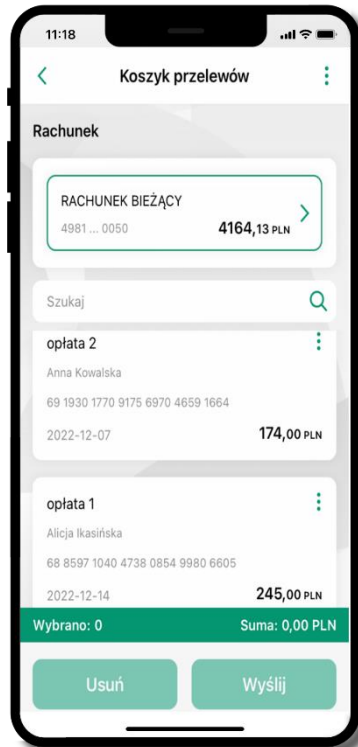 11:18
Koszyk przelewów
Rachunek
RACHUNEK BIEŻĄCY
4981 ... 0050 4164,13 PLN
Szukaj
opłata 2
Anna Kowalska
69 1930 1770 9175 6970 4659 1664
2022-12-07 174,00 PLN
opłata 1
Alicja Ikasińska
68 8597 1040 4738 0854 9980 6605
2022-12-14 245,00 PLN
Wybrano: 0 Suma: 0,00 PLN
Usuń Wyślij